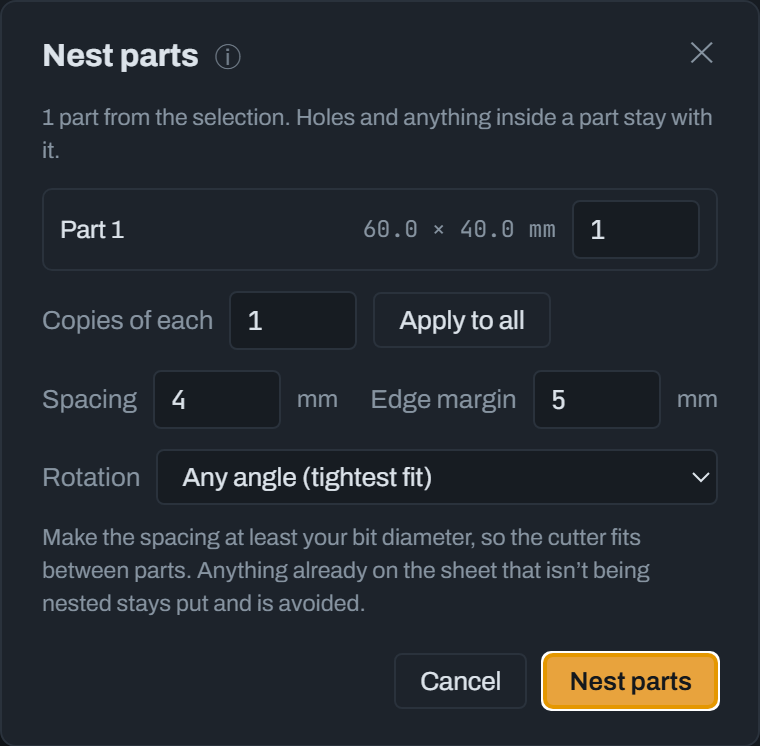 Nest parts ⓘ
1 part from the selection. Holes and anything inside a part stay with
it.
Part 1 60.0 × 40.0 mm 1
Copies of each 1 Apply to all
Spacing 4 mm Edge margin 5 mm
Rotation Any angle (tightest fit)
Make the spacing at least your bit diameter, so the cutter fits
between parts. Anything already on the sheet that isn’t being
nested stays put and is avoided.
Cancel Nest parts